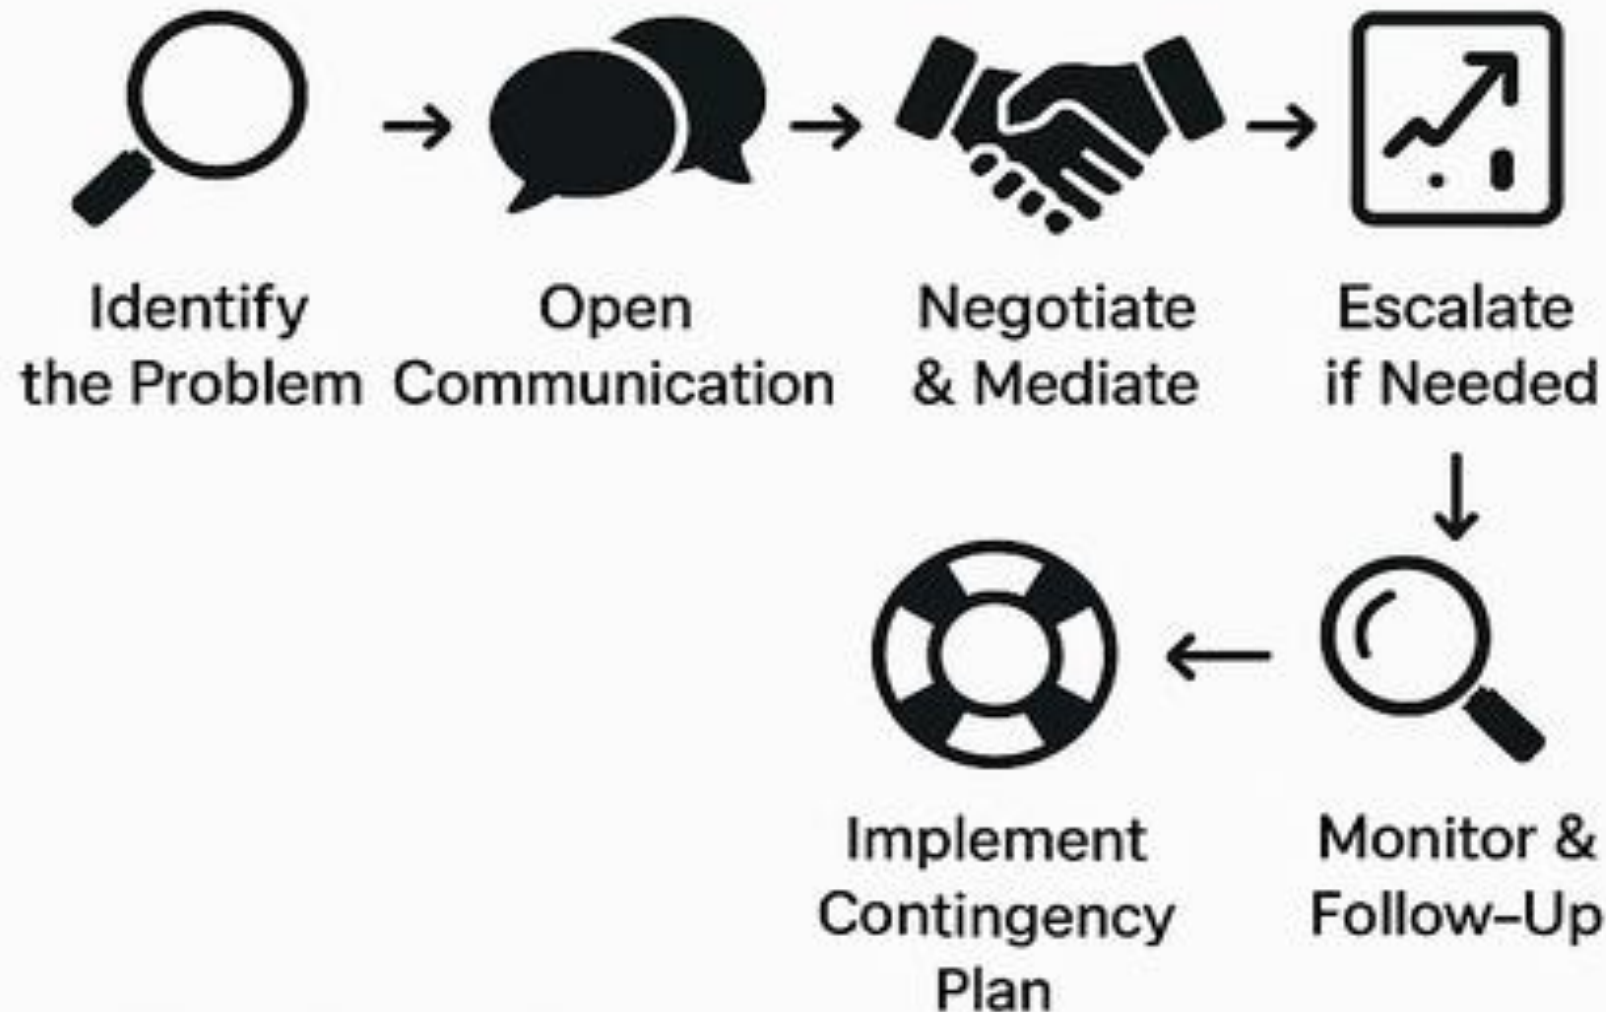 Identify
the Problem
Open
Communication
Negotiate
& Mediate
Escalate
if Needed
Monitor &
Follow–Up
Implement
Contingency
Plan